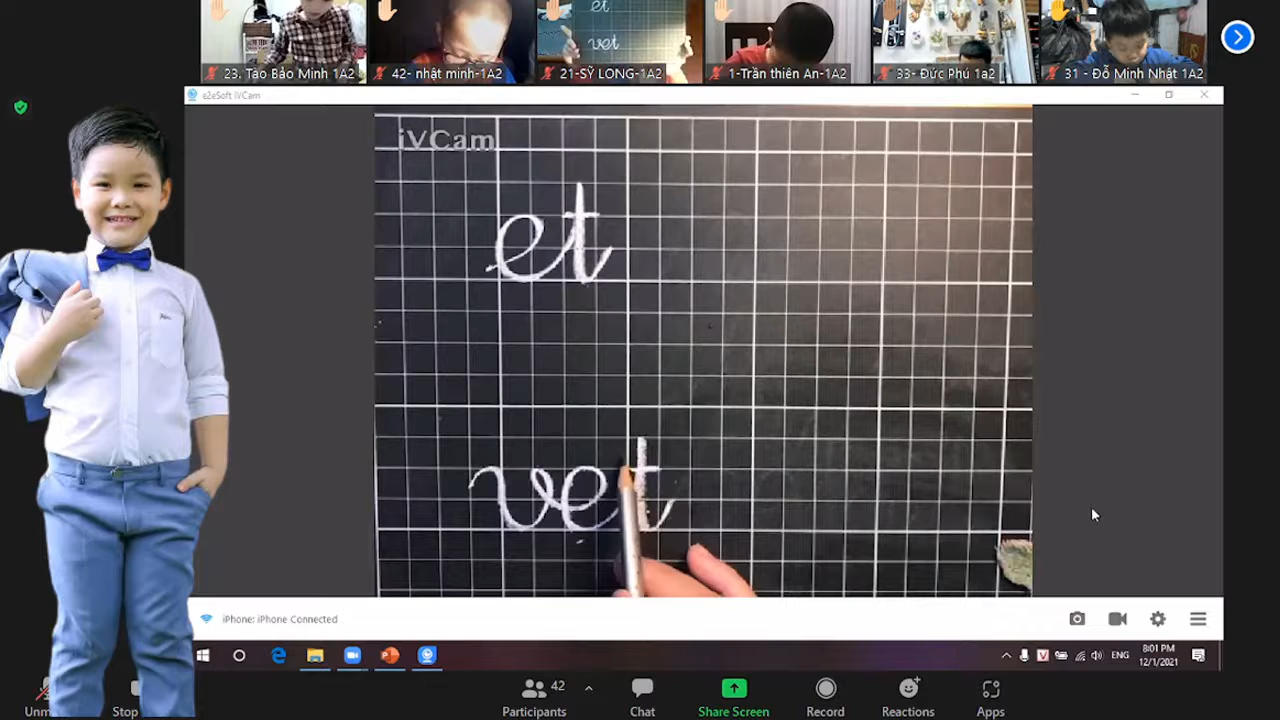 et
vet
23. Tào Bảo Minh 1A2
42- nhật minh-1A2
21-SỸ LONG-1A2
1-Trần thiên An-1A2
33- Đức Phú 1a2
31 - Đỗ Minh Nhật 1A2
e2eSoft iVCam
iVCam
et
vet
iPhone: iPhone Connected
ENG
8:01 PM
12/1/2021
42
Participants
Chat
Share Screen
Record
Reactions
Apps